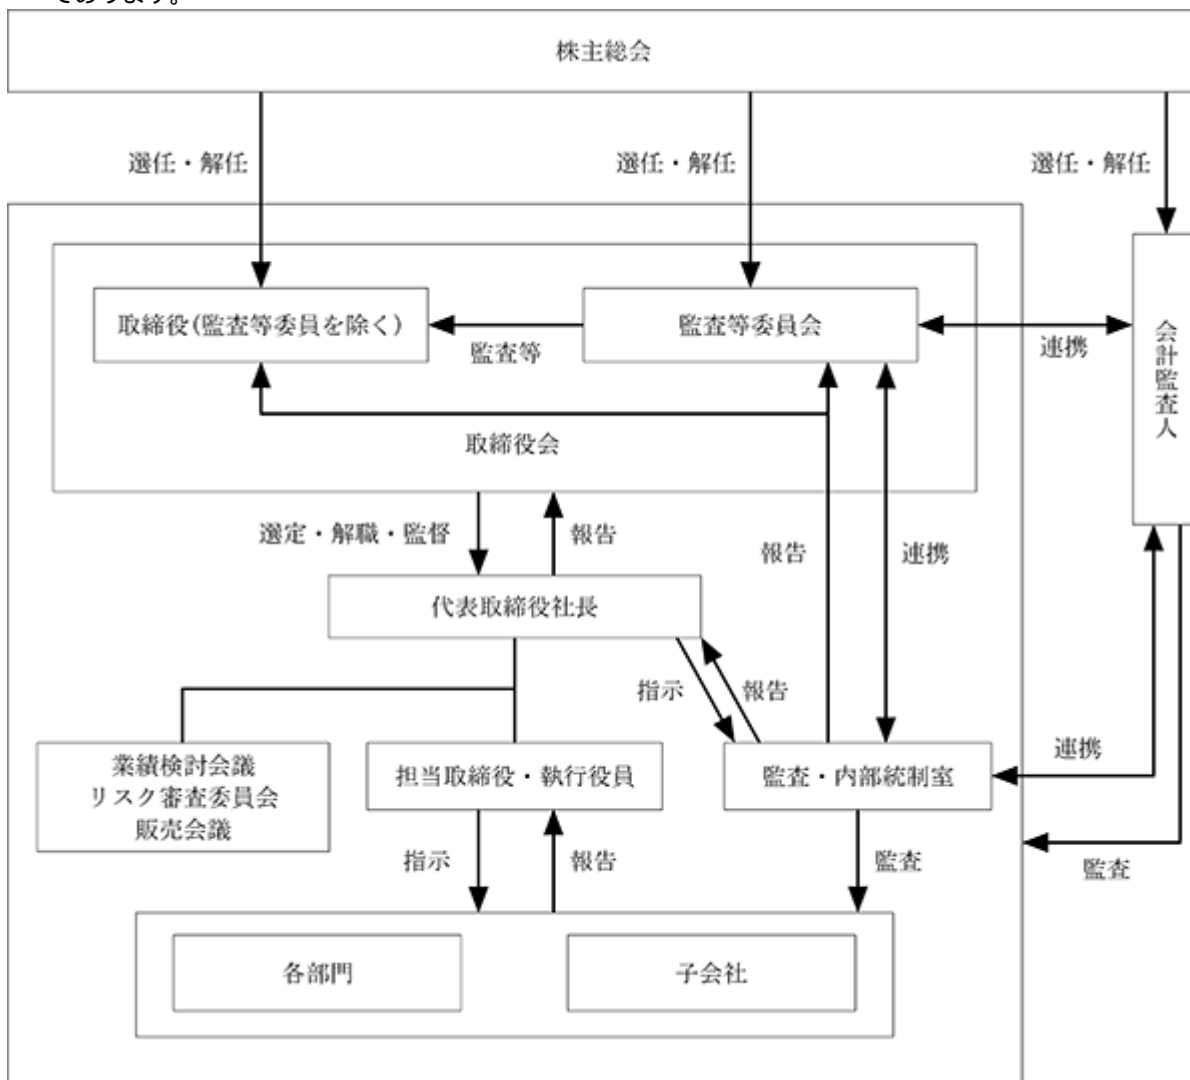 であります。
株主総会
選任・解任
選任・解任
選任・解任
取締役(監査等委員を除く)
監査等
監査等委員会
連携
会計監査人
取締役会
選定・解職・監督
報告
報告
連携
代表取締役社長
指示
報告
業績検討会議
リスク審査委員会
販売会議
担当取締役・執行役員
監査・内部統制室
連携
指示
報告
監査
監査
各部門
子会社